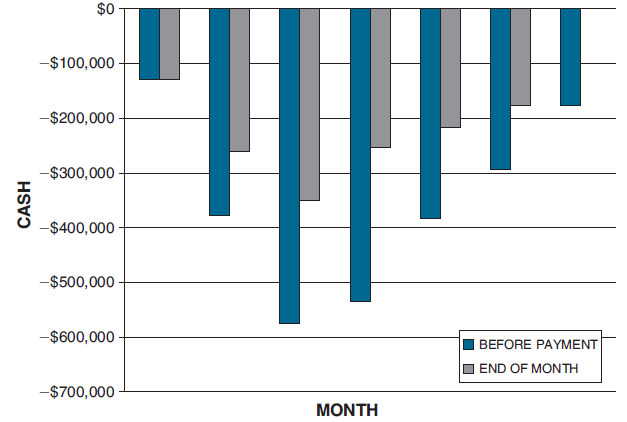 $0
–$100,000
–$200,000
–$300,000
–$400,000
–$500,000
–$600,000
–$700,000
CASH
MONTH
BEFORE PAYMENT
END OF MONTH